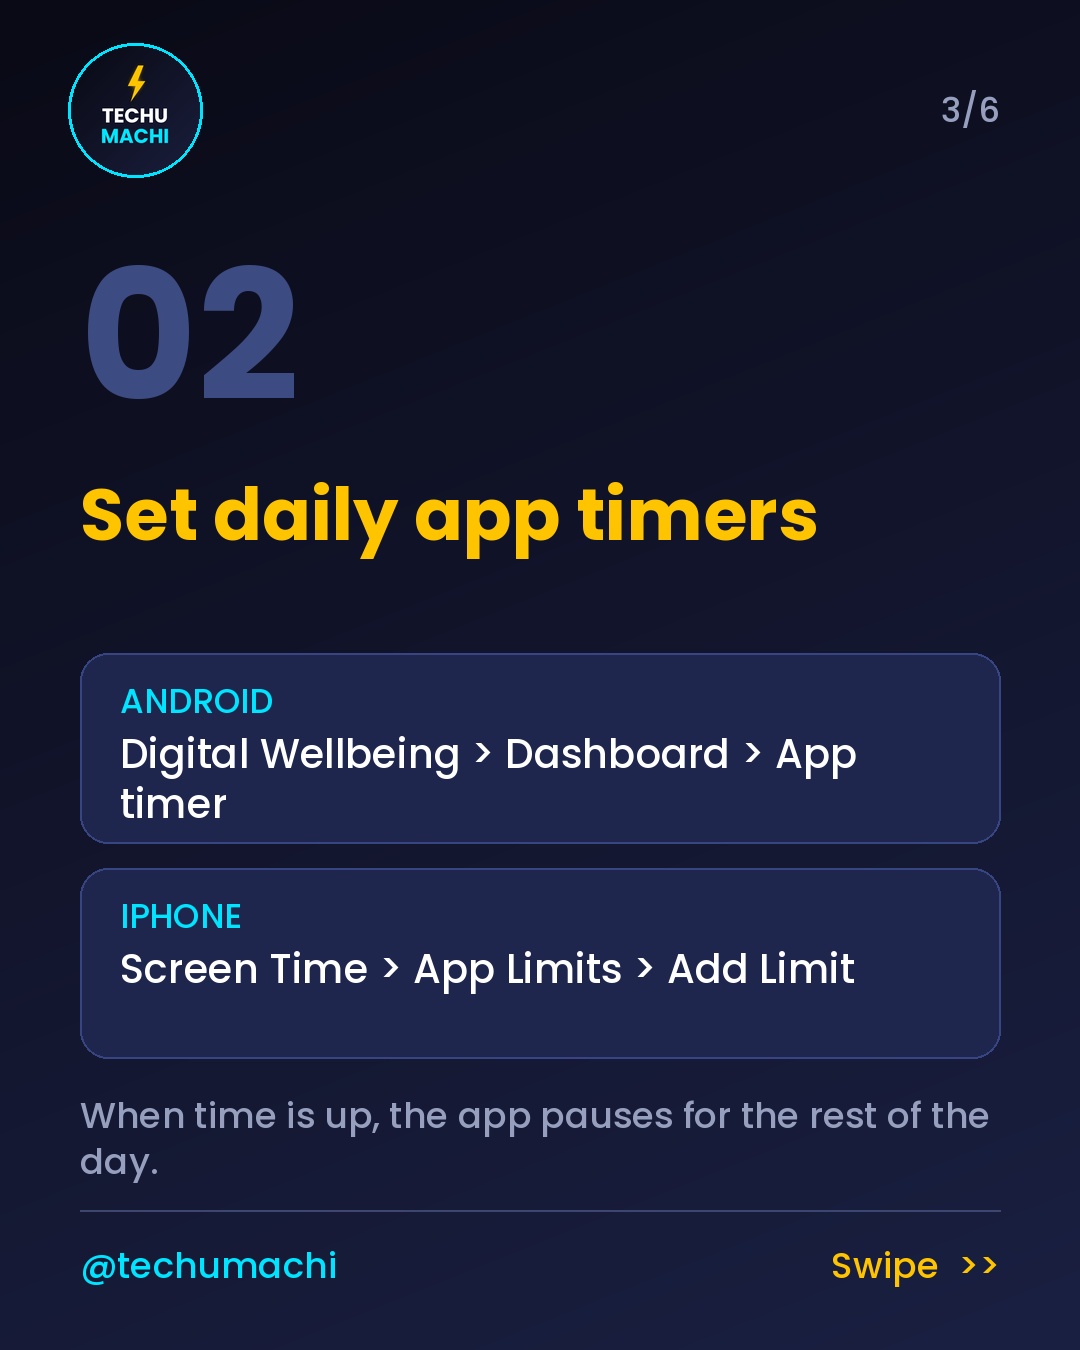 TECHU
MACHI
3/6
02
Set daily app timers
ANDROID
Digital Wellbeing > Dashboard > App
timer
IPHONE
Screen Time > App Limits > Add Limit
When time is up, the app pauses for the rest of the
day.
@techumachi
Swipe >>